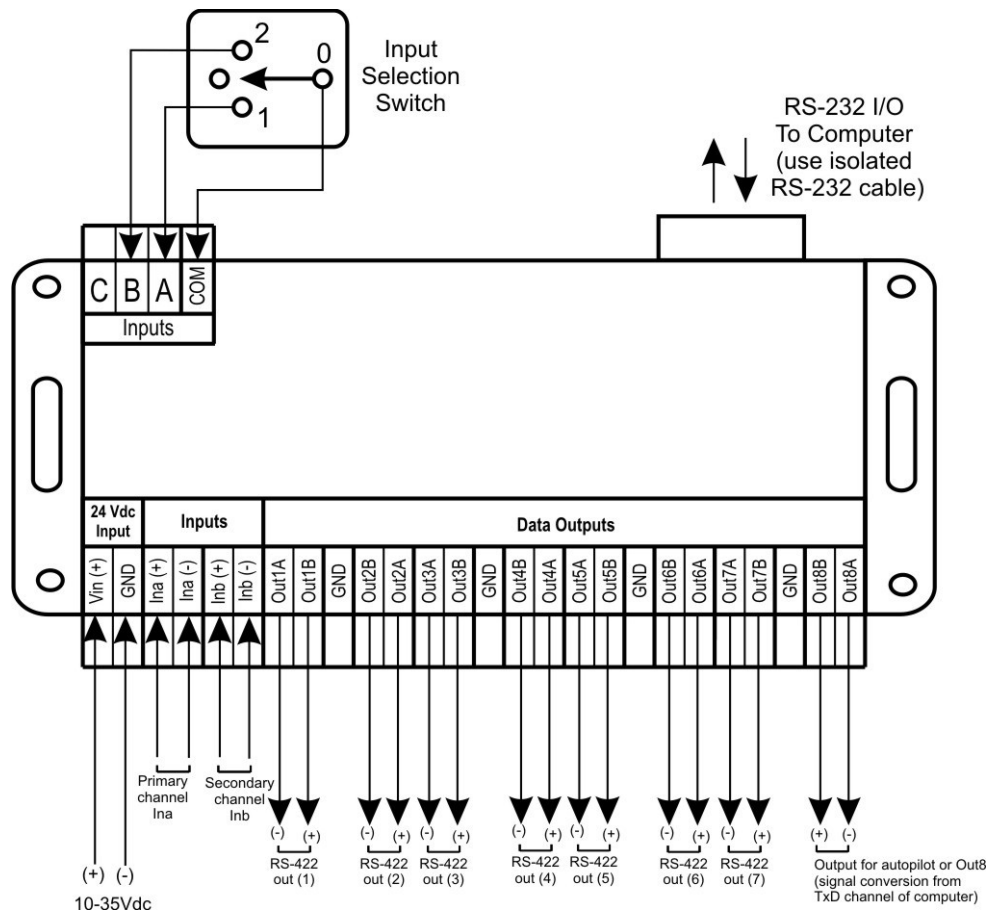 2
0
1
Input
Selection
Switch
RS-232 I/O
To Computer
(use isolated
RS-232 cable)
C B A COM
Inputs
24 Vdc
Input
Inputs
Data Outputs
Vin (+)
GND
Ina (+)
Ina (-)
Inb (+)
Inb (-)
Out1A
Out1B
GND
Out2B
Out2A
Out3A
Out3B
GND
Out4B
Out4A
Out5A
Out5B
GND
Out6B
Out6A
Out7A
Out7B
GND
Out8B
Out8A
Primary
channel
Ina
Secondary
channel
Inb
(-) (+)
RS-422
out (1)
(-) (+)
RS-422
out (2)
(-) (+)
RS-422
out (3)
(-) (+)
RS-422
out (4)
(-) (+)
RS-422
out (5)
(-) (+)
RS-422
out (6)
(-) (+)
RS-422
out (7)
(+) (-)
Output for autopilot or Out8
(signal conversion from
TxD channel of computer)
(+) (-)
10-35Vdc